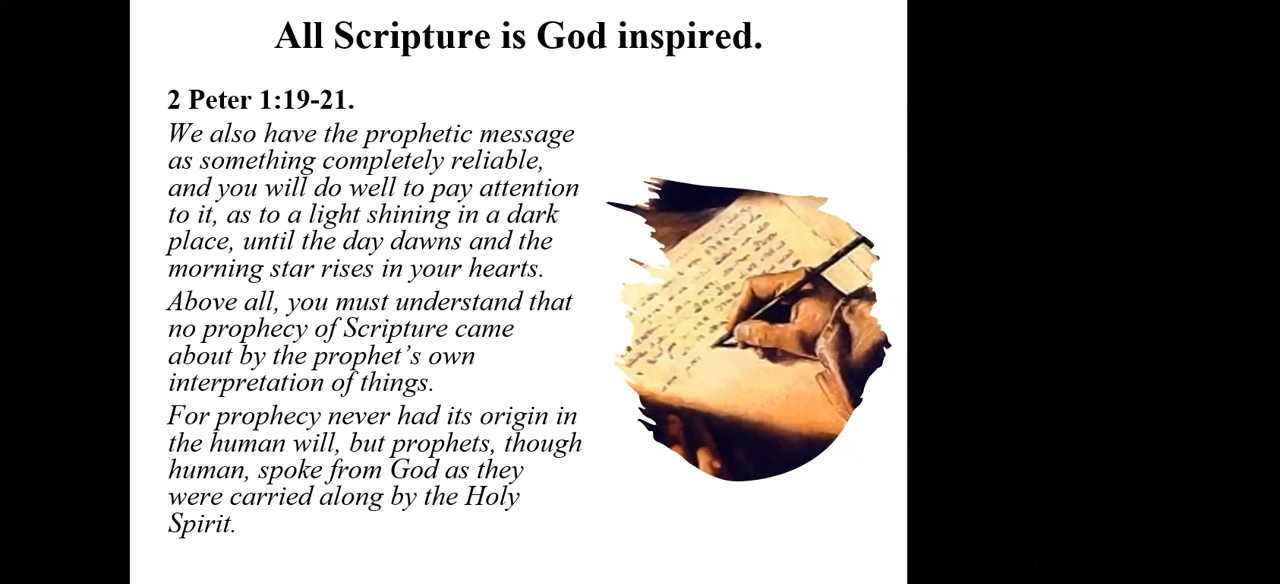 All Scripture is God inspired.
2 Peter 1:19-21.
We also have the prophetic message
as something completely reliable,
and you will do well to pay attention
to it, as to a light shining in a dark
place, until the day dawns and the
morning star rises in your hearts.
Above all, you must understand that
no prophecy of Scripture came
about by the prophet’s own
interpretation of things.
For prophecy never had its origin in
the human will, but prophets, though
human, spoke from God as they
were carried along by the Holy
Spirit.